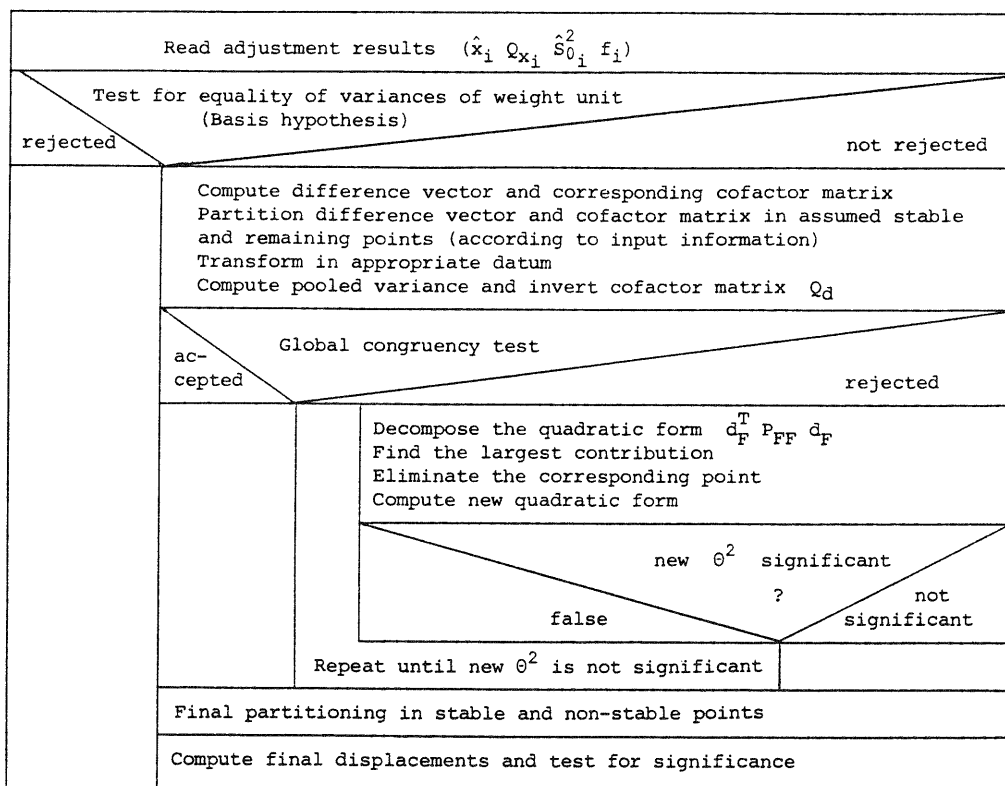 Read adjustment results (x̂ᵢ Q_xᵢ Ŝ²₀ᵢ fᵢ)
Test for equality of variances of weight unit
(Basis hypothesis)
rejected
not rejected
Compute difference vector and corresponding cofactor matrix
Partition difference vector and cofactor matrix in assumed stable
and remaining points (according to input information)
Transform in appropriate datum
Compute pooled variance and invert cofactor matrix Q_d
Global congruency test
ac-
cepted
rejected
Decompose the quadratic form d_F^T P_FF d_F
Find the largest contribution
Eliminate the corresponding point
Compute new quadratic form
new Θ² significant
?
false
not
significant
Repeat until new Θ² is not significant
Final partitioning in stable and non-stable points
Compute final displacements and test for significance